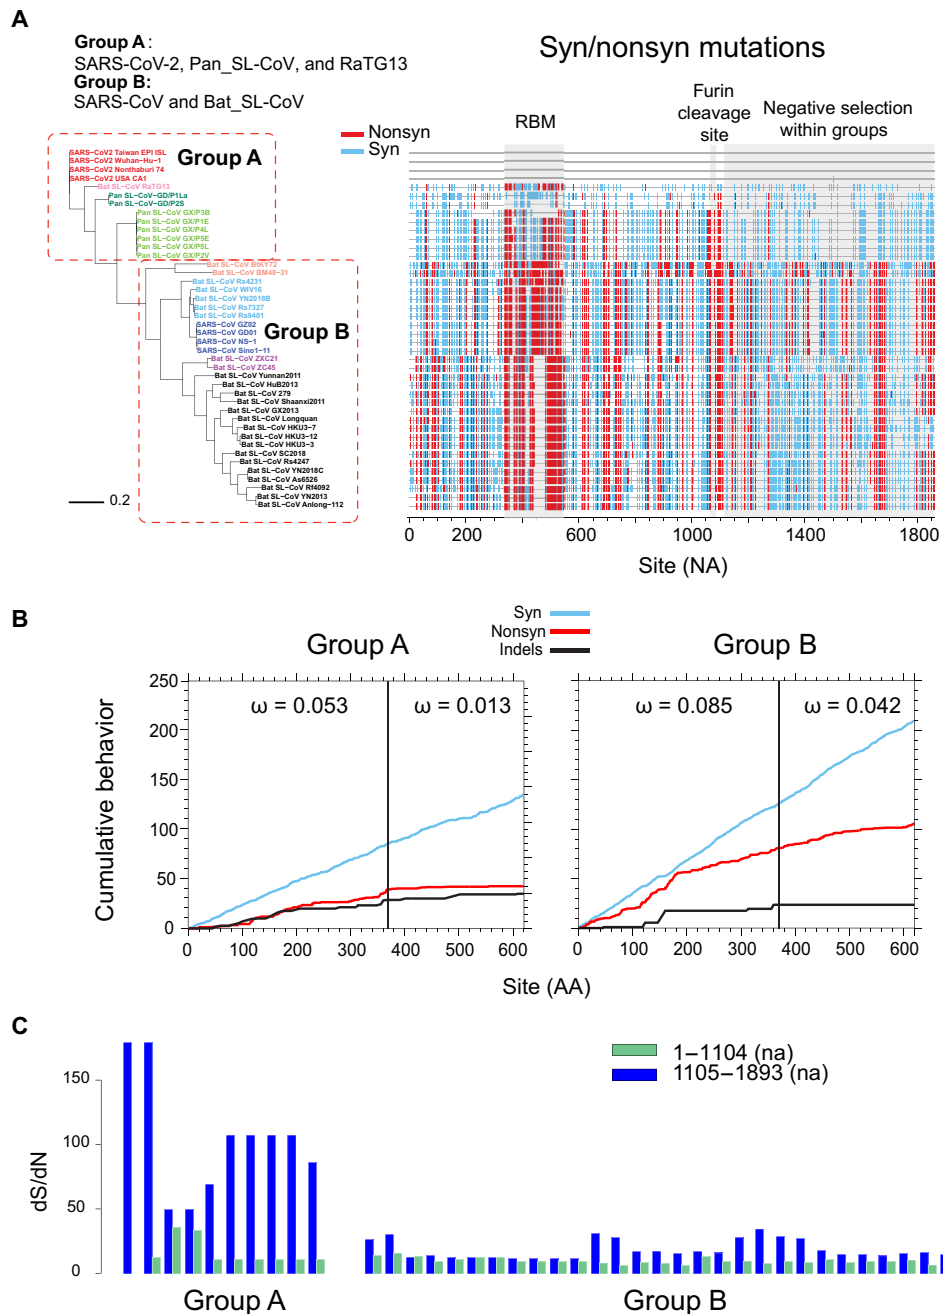 A
Group A:
SARS-CoV-2, Pan_SL-CoV, and RaTG13
Group B:
SARS-CoV and Bat_SL-CoV
Syn/nonsyn mutations
Nonsyn
Syn
RBM
Furin
cleavage
site
Negative selection
within groups
Group A
SARS-CoV2 Taiwan EPI ISL
SARS-CoV2 Wuhan-Hu-1
SARS-CoV2 Nonthaburi 74
SARS-CoV2 USA CA1
Bat SL-CoV RaTG13
Pan SL-CoV-GD/P1La
Pan SL-CoV-GD/P2S
Pan SL-CoV GX/P3B
Pan SL-CoV GX/P1E
Pan SL-CoV GX/P4L
Pan SL-CoV GX/P5E
Pan SL-CoV GX/P5L
Pan SL-CoV GX/P2V
Group B
Bat SL-CoV BtKY72
Bat SL-CoV BM48-31
Bat SL-CoV Rs4231
Bat SL-CoV WIV16
Bat SL-CoV YN2018B
Bat SL-CoV Rs7327
Bat SL-CoV Rs9401
SARS-CoV GZ02
SARS-CoV GD01
SARS-CoV NS-1
SARS-CoV Sino1-11
Bat SL-CoV ZXC21
Bat SL-CoV ZC45
Bat SL-CoV Yunnan2011
Bat SL-CoV HuB2013
Bat SL-CoV 279
Bat SL-CoV Shaanxi2011
Bat SL-CoV GX2013
Bat SL-CoV Longquan
Bat SL-CoV HKU3-7
Bat SL-CoV HKU3-12
Bat SL-CoV HKU3-2
Bat SL-CoV SC2018
Bat SL-CoV Rs4247
Bat SL-CoV YN2018C
Bat SL-CoV As6526
Bat SL-CoV Rf4092
Bat SL-CoV YN2013
Bat SL-CoV Anlong-112
0.2
0 200 600 1000 1400 1800
Site (NA)
B
Syn
Nonsyn
Indels
Group A
Group B
Cumulative behavior
250
200
150
100
50
0
ω = 0.053
ω = 0.013
ω = 0.085
ω = 0.042
0 100 200 300 400 500 600
0 100 200 300 400 500 600
Site (AA)
C
1–1104 (na)
1105–1893 (na)
dS/dN
150
100
50
0
Group A
Group B